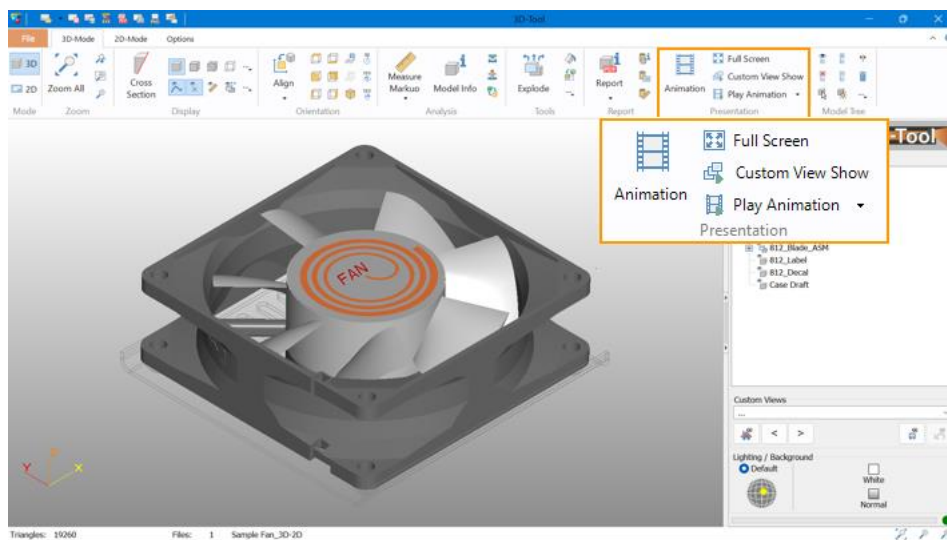 3D-Tool
File 3D-Mode 2D-Mode Options
3D
2D
Zoom All
Cross Section
Align
Measure Markuo
Model Info
Explode
Report
Animation
Full Screen
Custom View Show
Play Animation
Mode Zoom Display Orientation Analysis Tools Report Presentation Model Tree
-Tool
Animation
Full Screen
Custom View Show
Play Animation
Presentation
812_Blade_ASM
812_Label
812_Decal
Case Draft
FAN
Custom Views
...
< >
Lighting / Background
Default
White
Normal
Y Z X
Triangles: 19260 Files: 1 Sample Fan_3D-2D